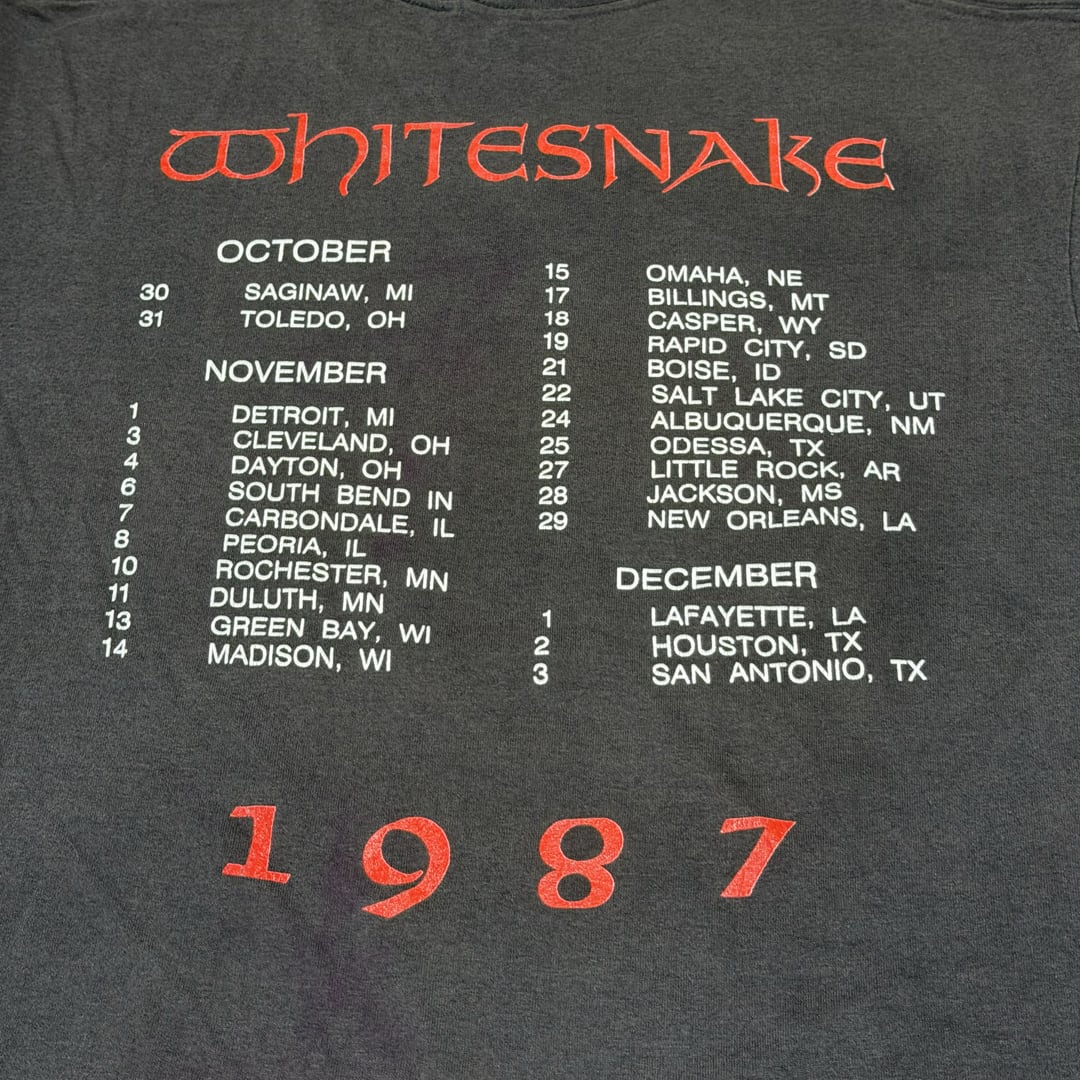 WHITESNAKE
OCTOBER
30 SAGINAW, MI
31 TOLEDO, OH
NOVEMBER
1 DETROIT, MI
3 CLEVELAND, OH
4 DAYTON, OH
6 SOUTH BEND IN
7 CARBONDALE, IL
8 PEORIA, IL
10 ROCHESTER, MN
11 DULUTH, MN
13 GREEN BAY, WI
14 MADISON, WI
15 OMAHA, NE
17 BILLINGS, MT
18 CASPER, WY
19 RAPID CITY, SD
21 BOISE, ID
22 SALT LAKE CITY, UT
24 ALBUQUERQUE, NM
25 ODESSA, TX
27 LITTLE ROCK, AR
28 JACKSON, MS
29 NEW ORLEANS, LA
DECEMBER
1 LAFAYETTE, LA
2 HOUSTON, TX
3 SAN ANTONIO, TX
1987